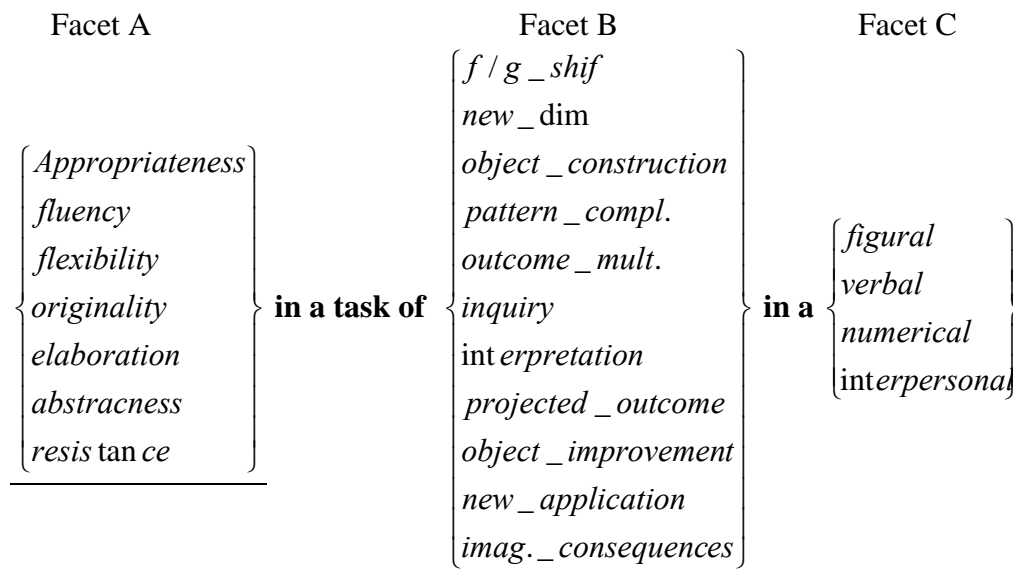 Facet A Facet B Facet C
Appropriateness
fluency
flexibility
originality
elaboration
abstracness
resistance
in a task of
f / g _ shif
new _ dim
object _ construction
pattern _ compl.
outcome _ mult.
inquiry
interpretation
projected _ outcome
object _ improvement
new _ application
imag. _ consequences
in a
figural
verbal
numerical
interpersonal